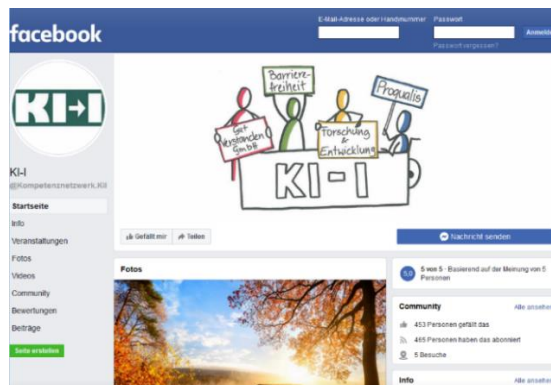 facebook
E-Mail-Adresse oder Handynummer
Passwort
Anmelde
Passwort vergessen?
KI-I
KI-I
@Kompetenznetzwerk.KII
Startseite
Info
Veranstaltungen
Fotos
Videos
Community
Bewertungen
Beiträge
Seite erstellen
Barriere-
freiheit
Proqualis
Gut
verstanden
GmbH
Forschung
&
Entwicklung
KI-I
Gefällt mir
Teilen
Nachricht senden
Fotos
5,0
5 von 5 · Basierend auf der Meinung von 5
Personen
Community
Alle ansehen
453 Personen gefällt das
465 Personen haben das abonniert
5 Besuche
Info
Alle ansehen